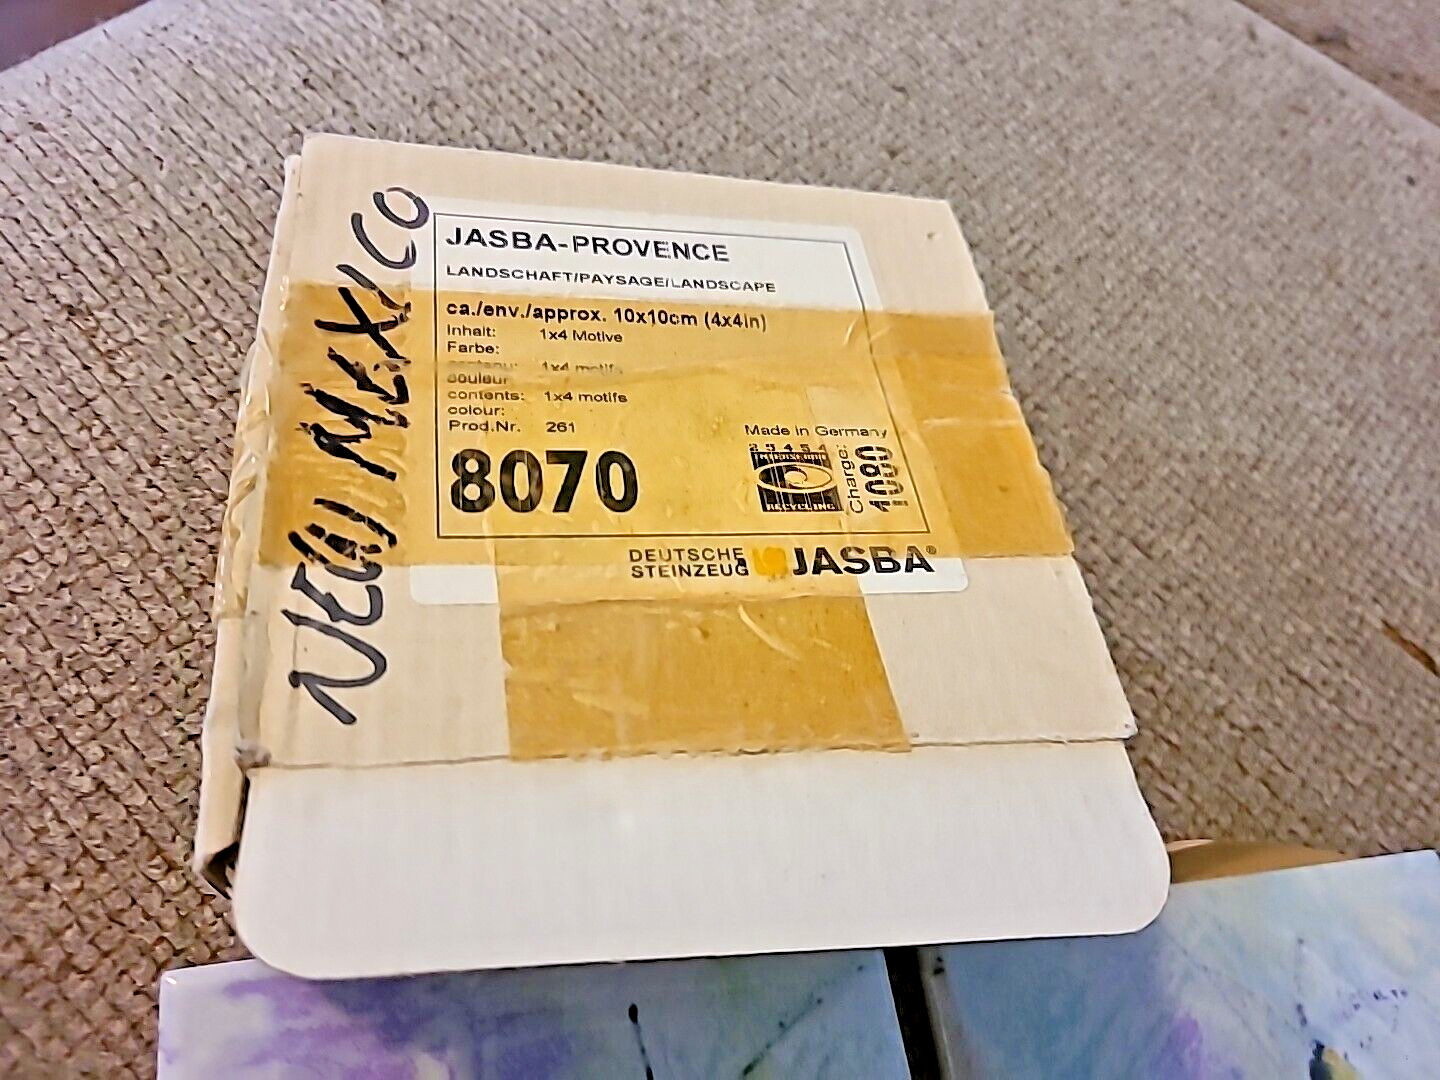 NEW MEXICO
JASBA-PROVENCE
LANDSCHAFT/PAYSAGE/LANDSCAPE
ca./env./approx. 10x10cm (4x4in)
Inhalt: 1x4 Motive
Farbe:
contenu: 1x4 motifs
couleur
contents: 1x4 motifs
colour:
Prod.Nr. 261
Made in Germany
8070
RECYCLING
Charge:
1080
DEUTSCHE
STEINZEUG
JASBA®